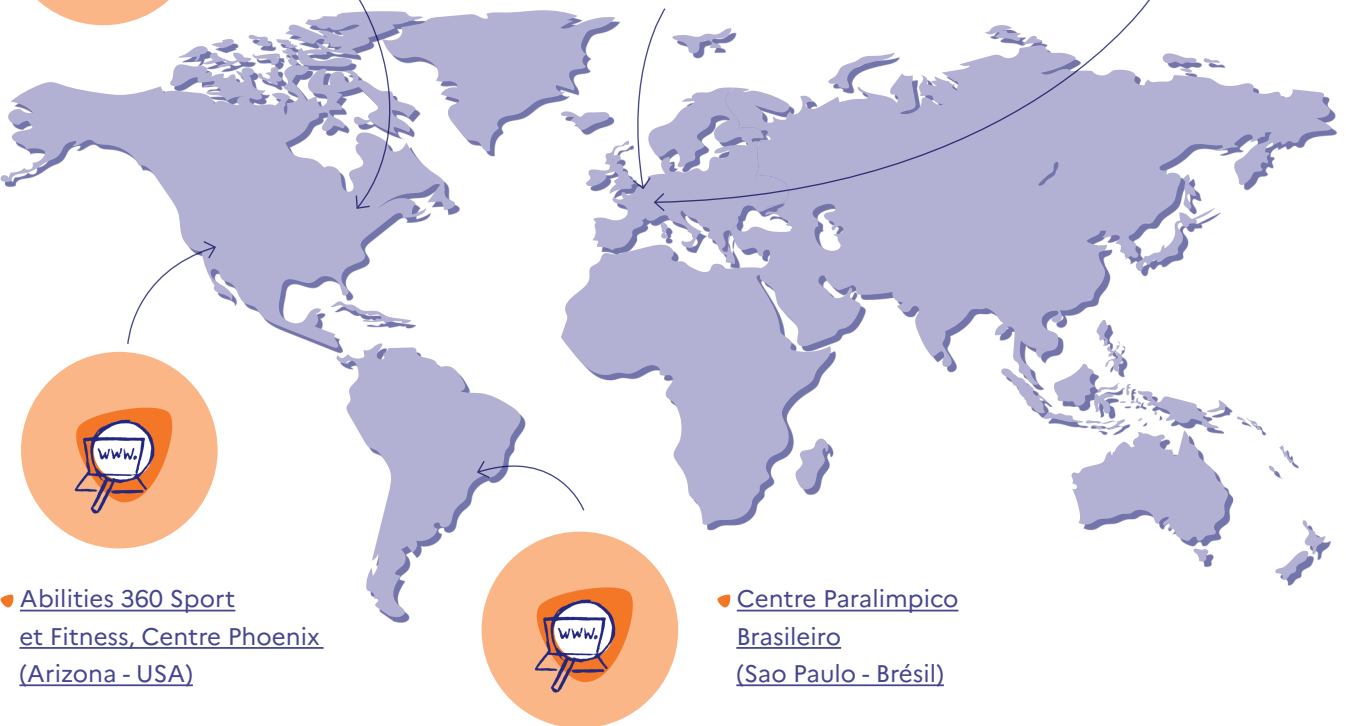 www.
Abilities 360 Sport
et Fitness, Centre Phoenix
(Arizona - USA)
www.
Centre Paralimpico
Brasileiro
(Sao Paulo - Brésil)